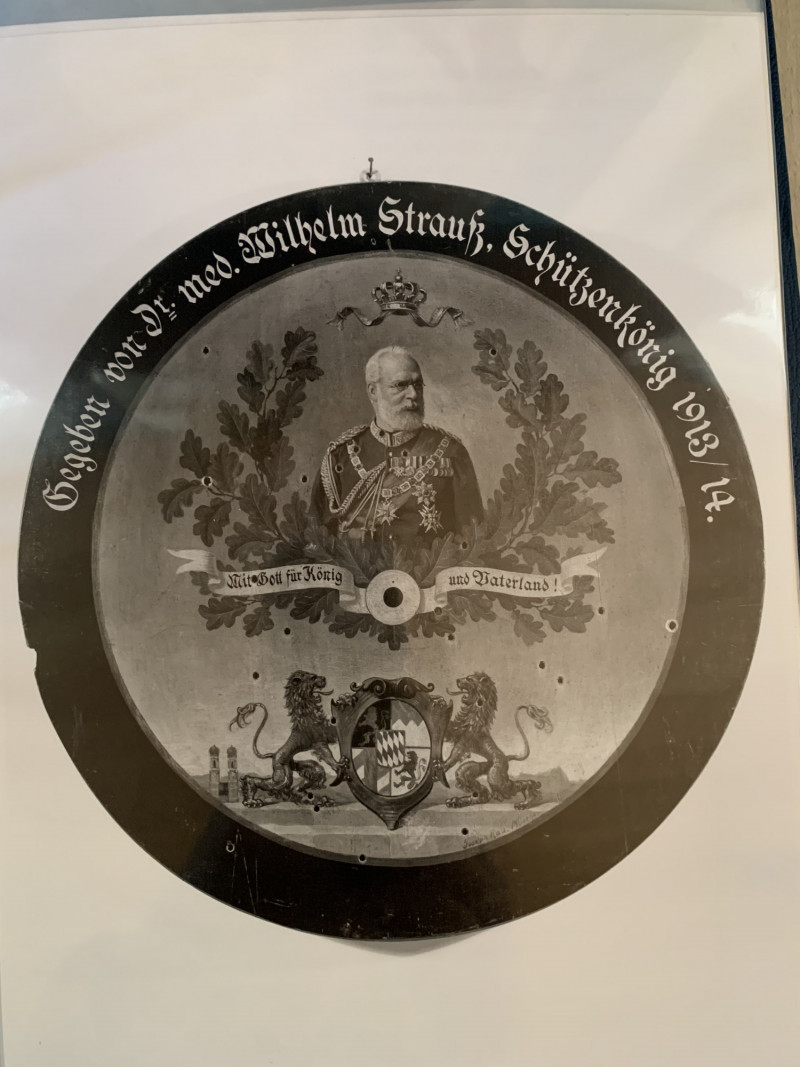 Gegeben von Dr. med. Wilhelm Strauß, Schützenkönig 1913/14.
Mit Gott für König und Vaterland!